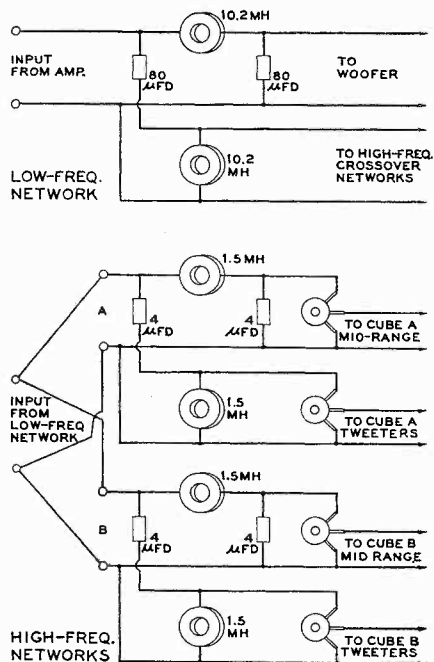 10.2MH
INPUT
FROM AMP.
80
µFD
80
µFD
TO
WOOFER
10.2
MH
TO HIGH-FREQ.
CROSSOVER
NETWORKS
LOW-FREQ.
NETWORK
1.5MH
A
4
µFD
4
µFD
TO CUBE A
MID-RANGE
INPUT
FROM
LOW-FREQ
NETWORK
1.5
MH
TO CUBE A
TWEETERS
1.5MH
B
4
µFD
4
µFD
TO CUBE B
MID RANGE
1.5
MH
TO CUBE B
TWEETERS
HIGH-FREQ.
NETWORKS